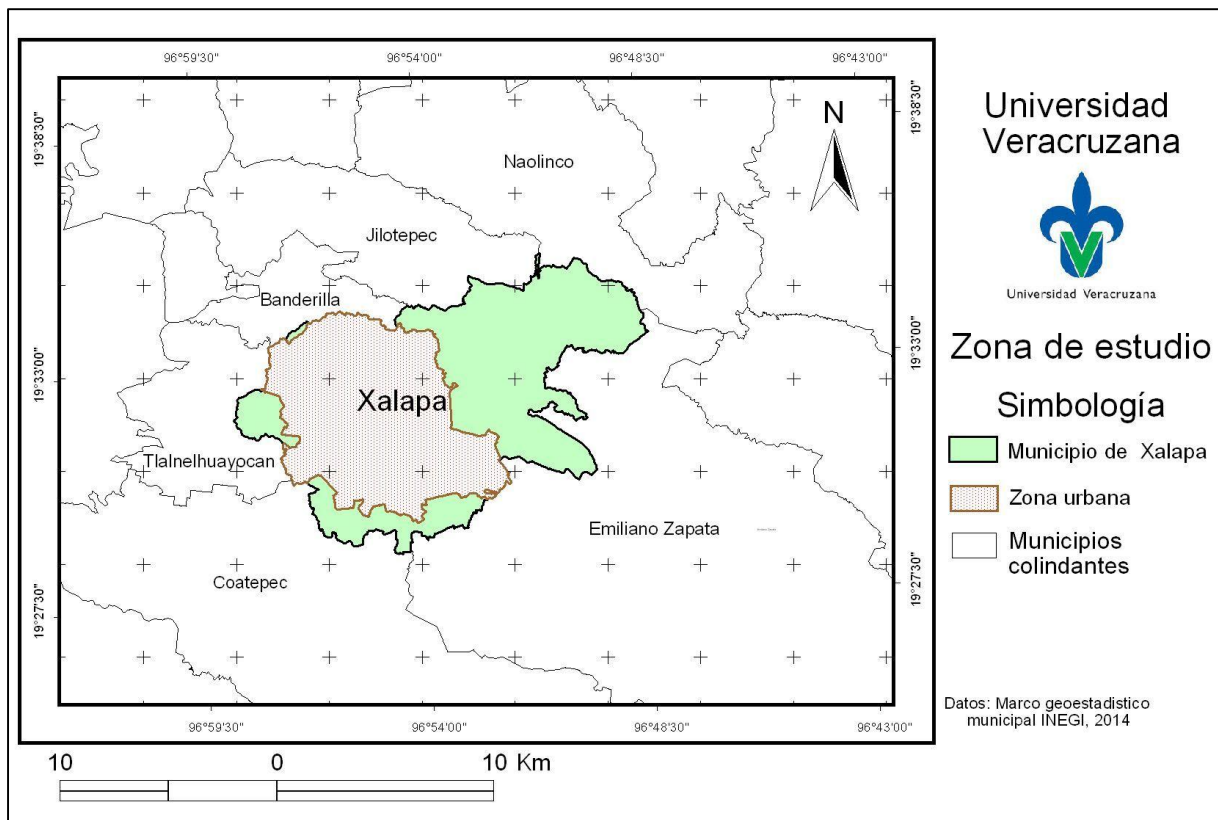 96°59'30"
96°54'00"
96°48'30"
96°43'00"
19°38'30"
19°38'30"
N
Naolinco
Jilotepec
Banderilla
19°33'00"
19°33'00"
Xalapa
Tlalnelhuayocan
Emiliano Zapata
Coatepec
19°27'30"
19°27'30"
96°59'30"
96°54'00"
96°48'30"
96°43'00"
10 0 10 Km
Universidad
Veracruzana
Universidad Veracruzana
Zona de estudio
Simbología
Municipio de Xalapa
Zona urbana
Municipios
colindantes
Datos: Marco geoestadistico
municipal INEGI, 2014